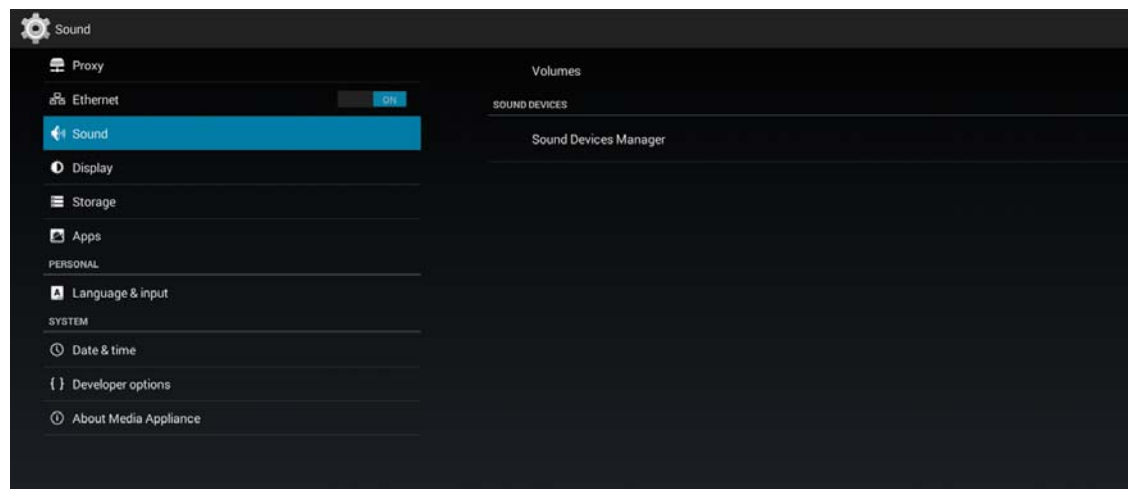 Sound
Proxy
Ethernet
ON
Sound
Display
Storage
Apps
PERSONAL
Language & input
SYSTEM
Date & time
{ } Developer options
About Media Appliance
Volumes
SOUND DEVICES
Sound Devices Manager